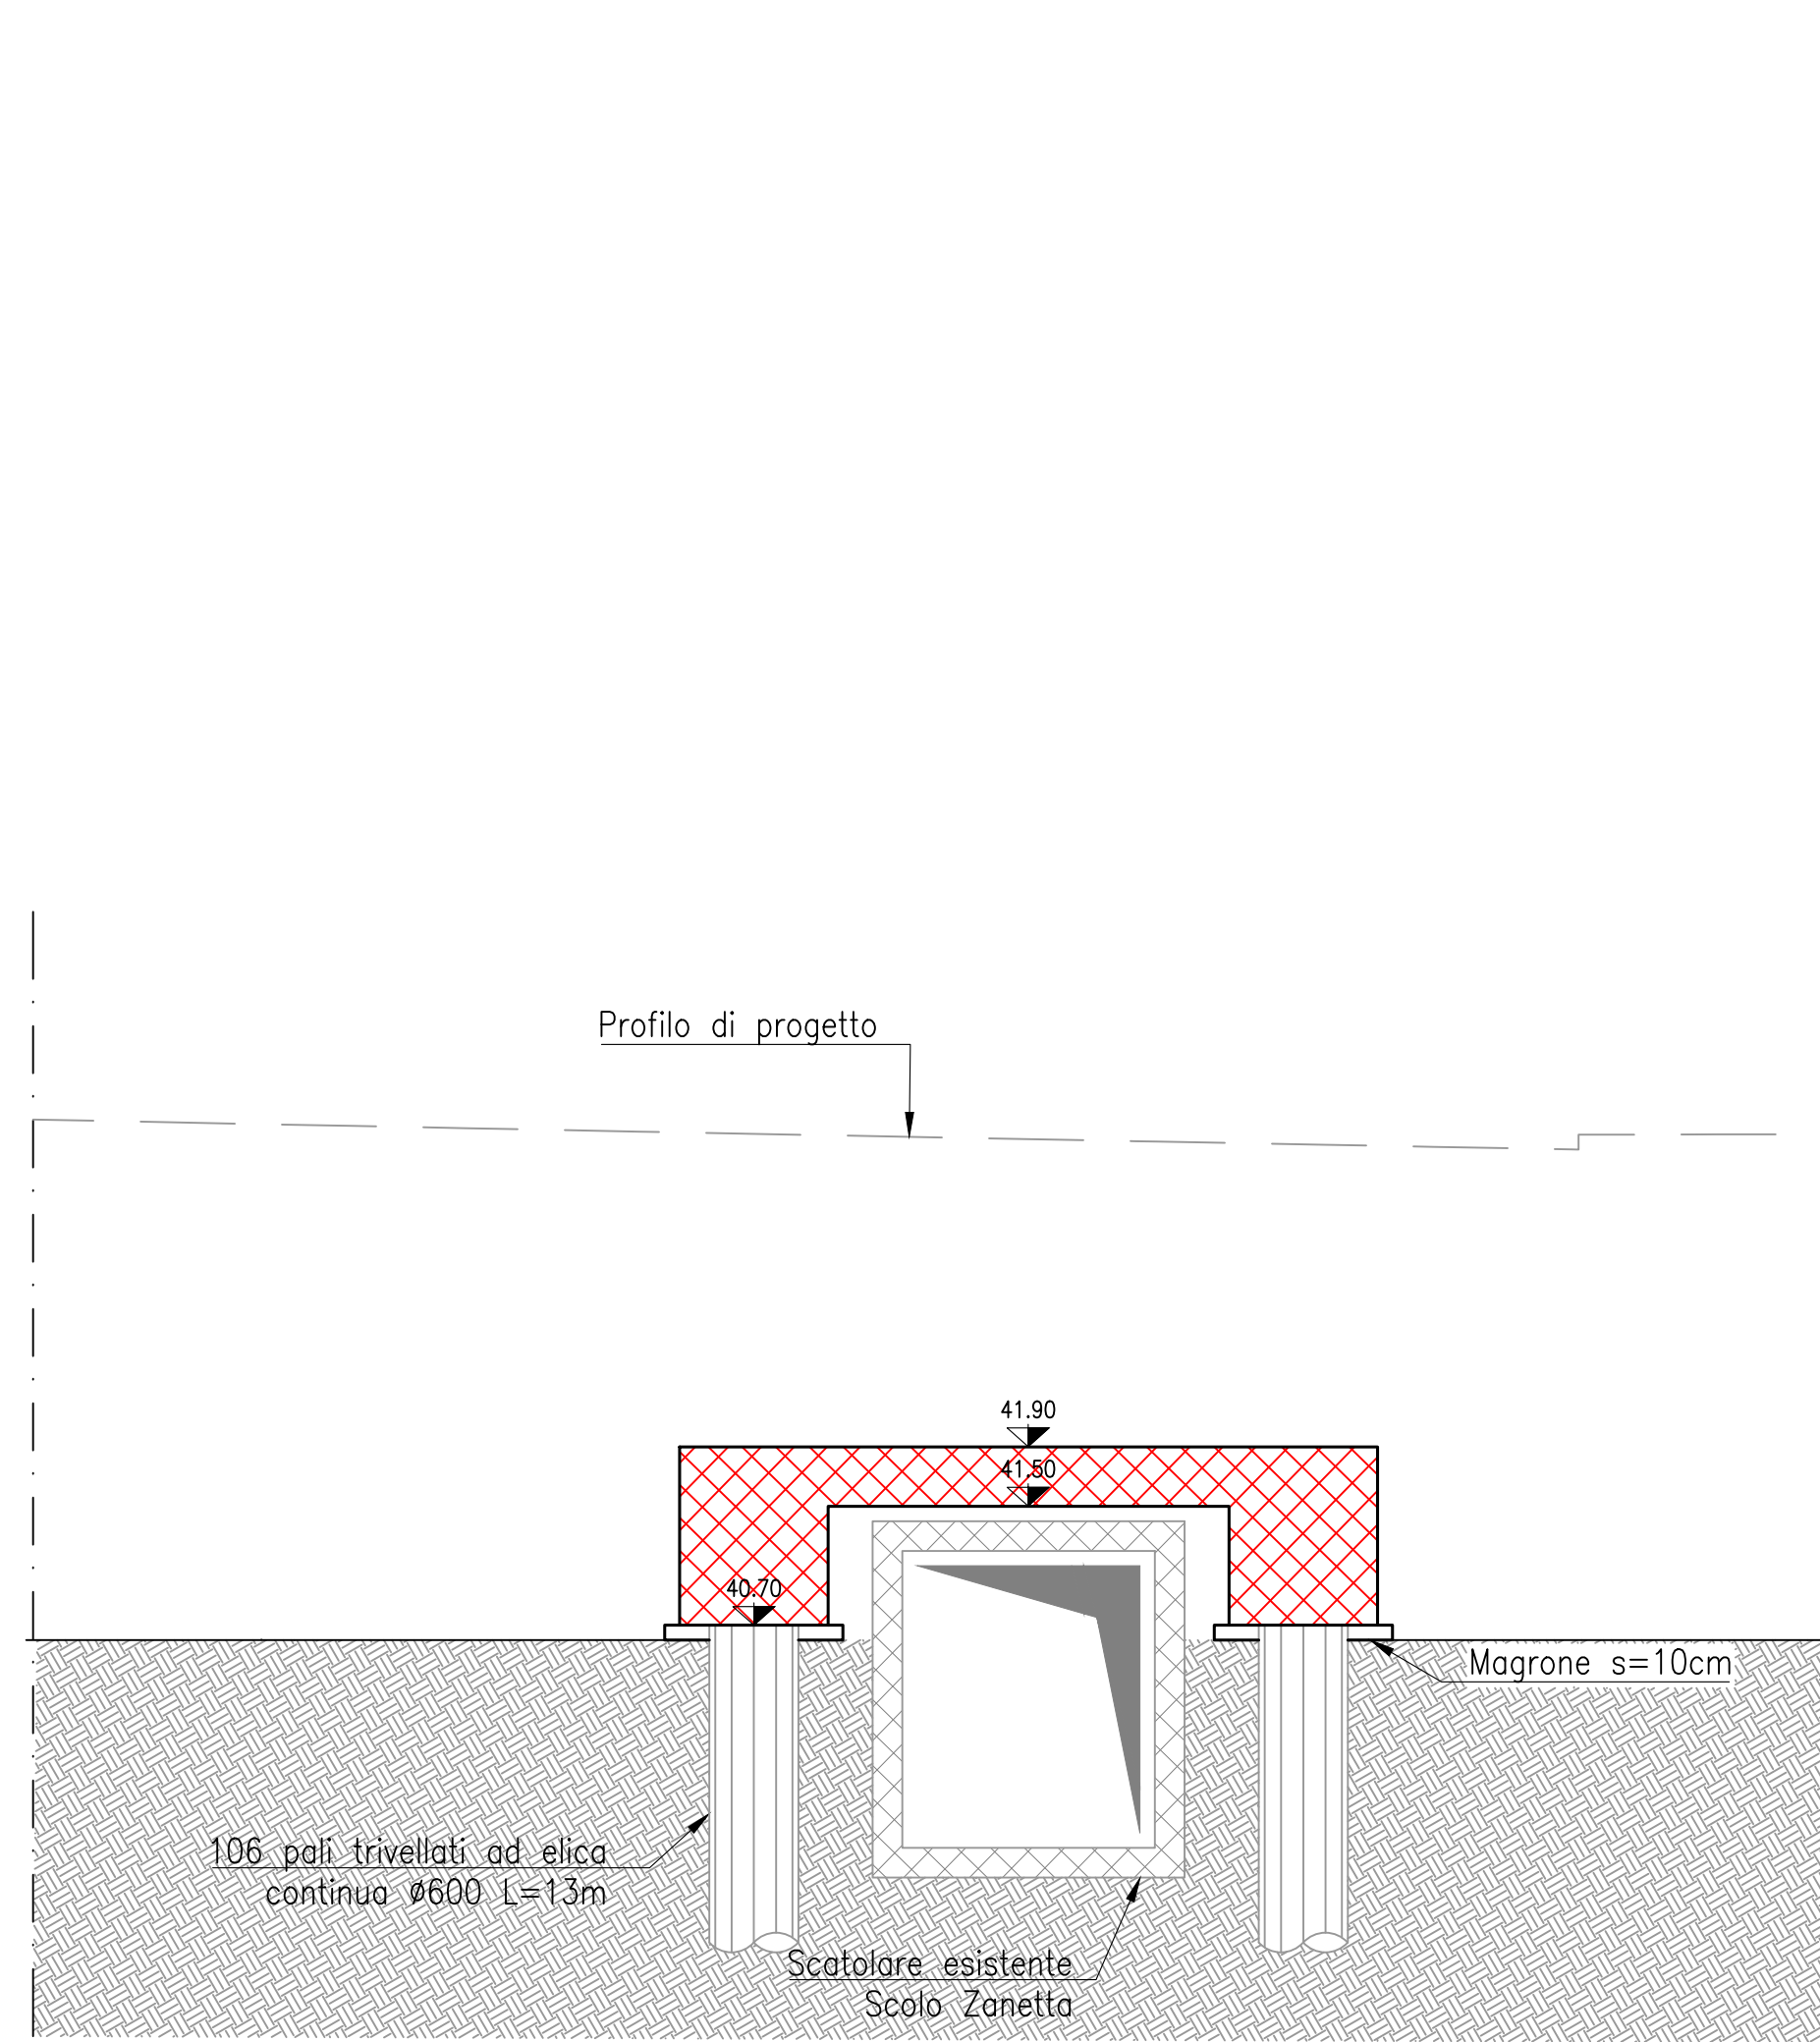 Profilo di progetto
41.90
41.50
40.70
Magrone s=10cm
106 pali trivellati ad elica
continua ø600 L=13m
Scatolare esistente
Scolo Zanetta